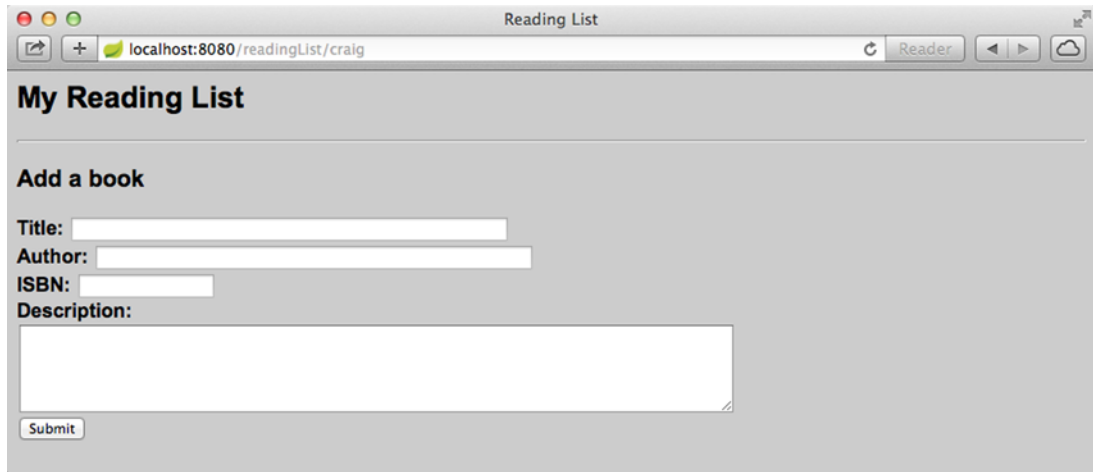 Reading List
localhost:8080/readingList/craig
Reader
My Reading List
Add a book
Title:
Author:
ISBN:
Description:
Submit